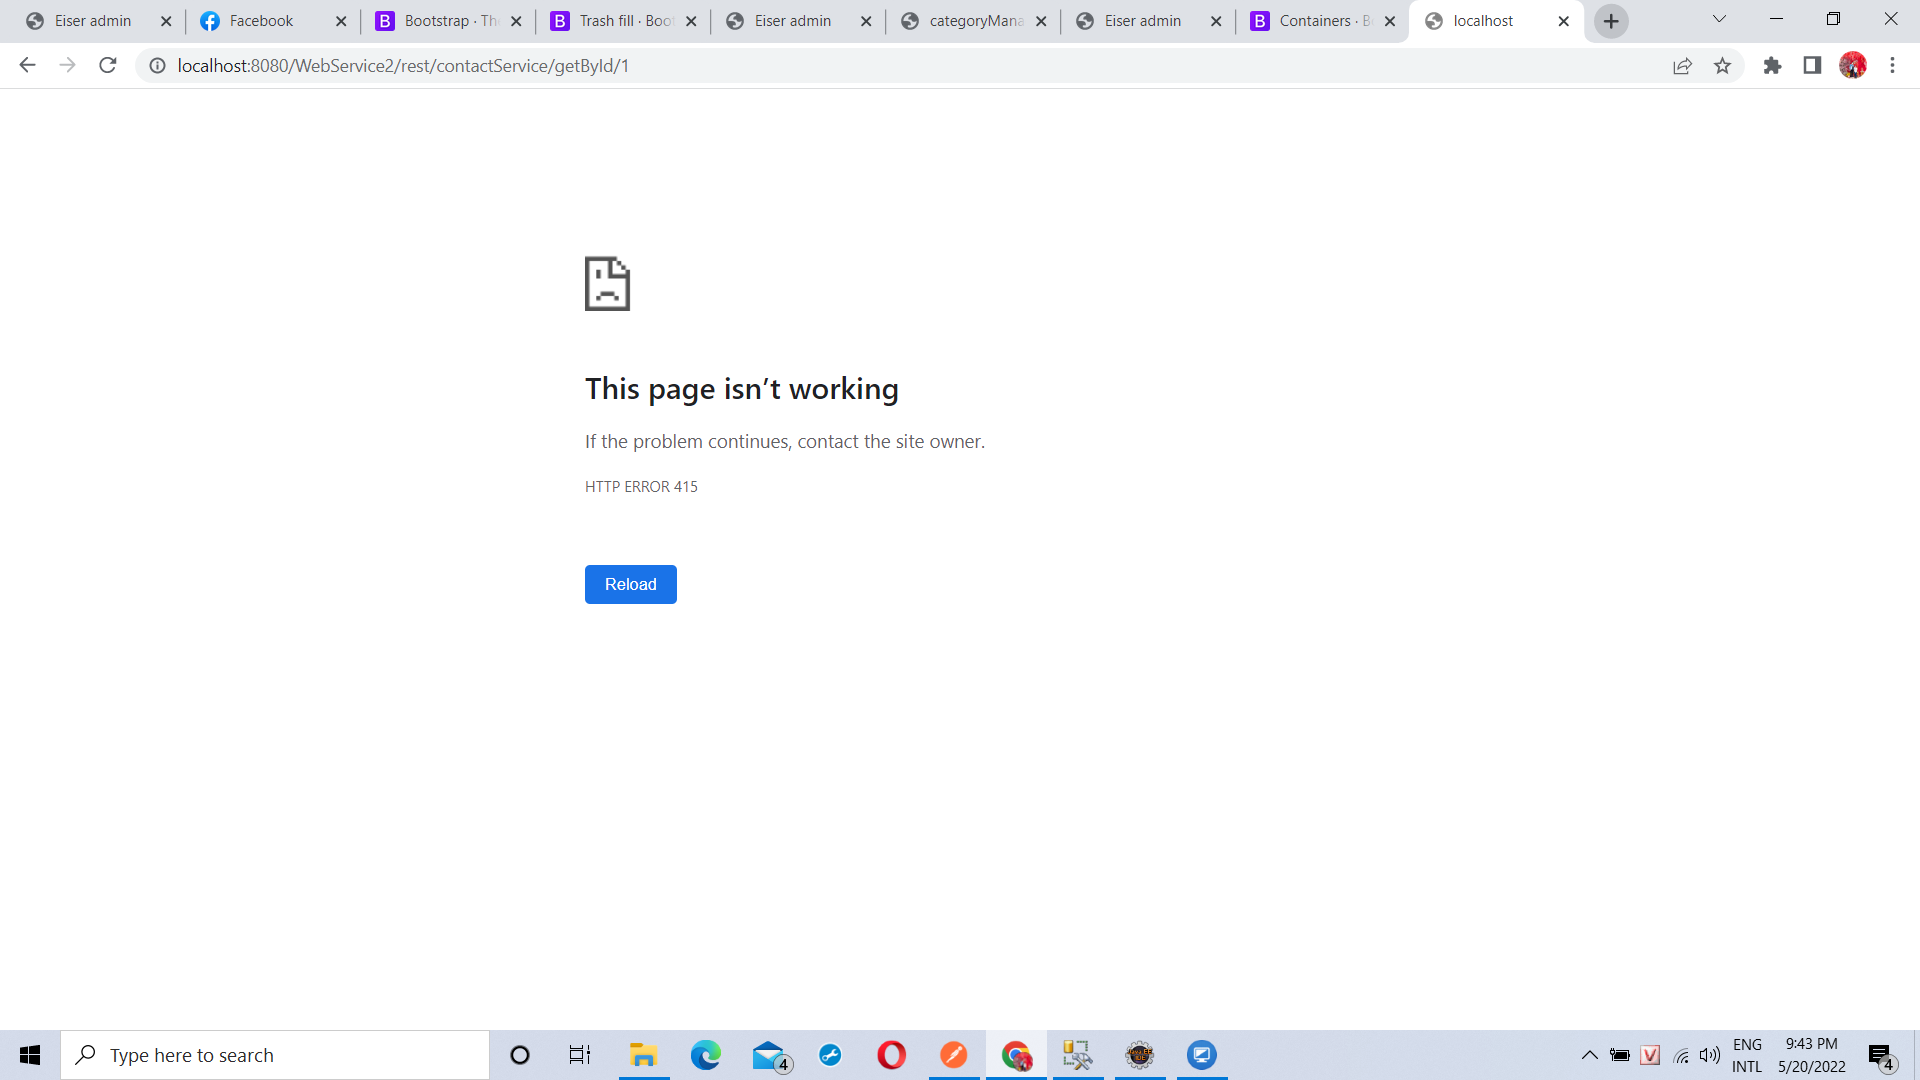 Eiser admin
Facebook
Bootstrap · The
Trash fill · Boot
Eiser admin
categoryMana
Eiser admin
Containers · B
localhost
localhost:8080/WebService2/rest/contactService/getById/1
This page isn’t working
If the problem continues, contact the site owner.
HTTP ERROR 415
Reload
Type here to search
4
V
ENG
INTL
9:43 PM
5/20/2022
4